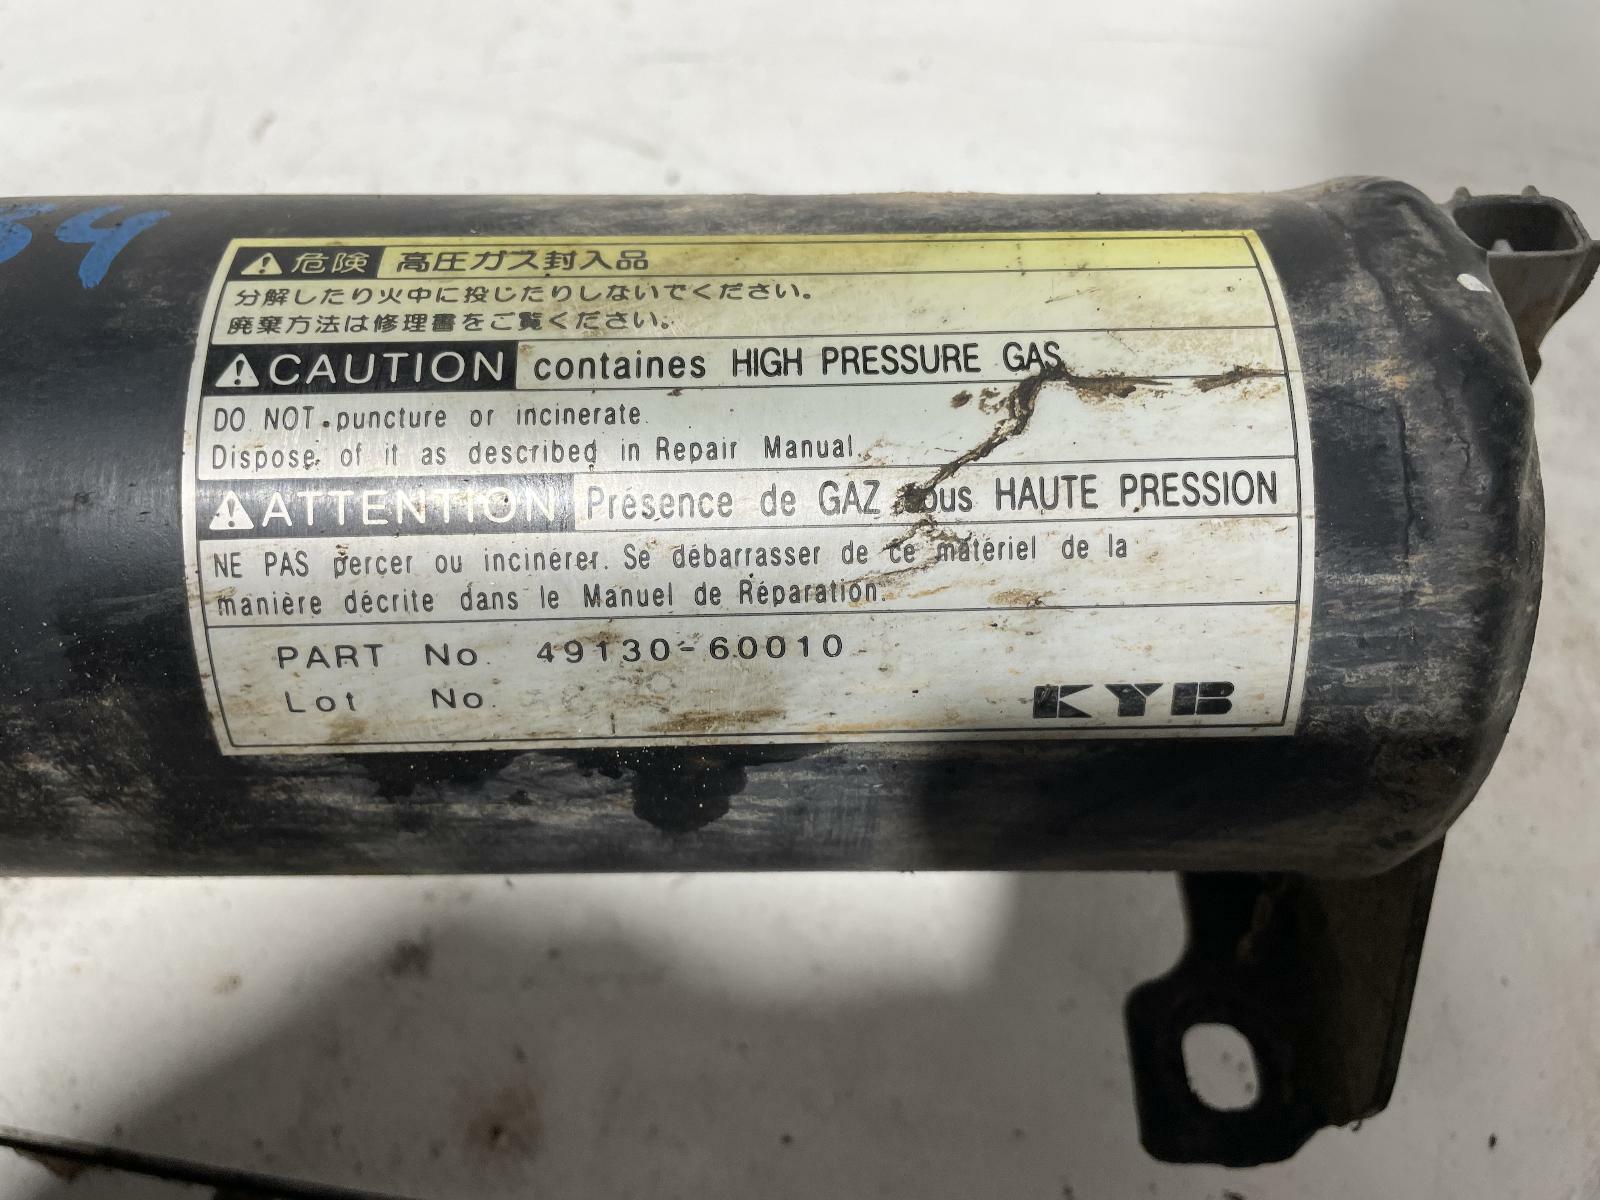 54
危険 高圧ガス封入品
分解したり火中に投じたりしないでください。
廃棄方法は修理書をご覧ください。
CAUTION containes HIGH PRESSURE GAS
DO NOT puncture or incinerate.
Dispose of it as described in Repair Manual.
ATTENTION Présence de GAZ sous HAUTE PRESSION
NE PAS percer ou incinérer. Se débarrasser de ce matériel de la
manière décrite dans le Manuel de Réparation.
PART No. 49130-60010
Lot No.
KYB